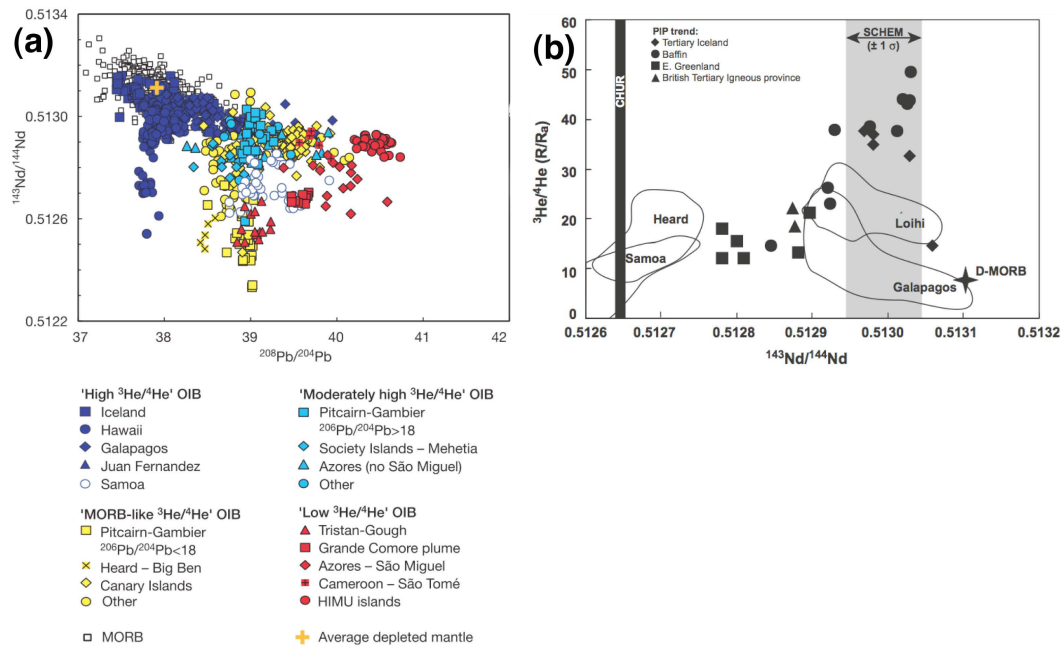 (a)
0.5134
0.5130
0.5126
0.5122
¹⁴³Nd/¹⁴⁴Nd
37 38 39 40 41 42
²⁰⁸Pb/²⁰⁴Pb
'High ³He/⁴He' OIB
Iceland
Hawaii
Galapagos
Juan Fernandez
Samoa
'Moderately high ³He/⁴He' OIB
Pitcairn-Gambier
²⁰⁶Pb/²⁰⁴Pb>18
Society Islands – Mehetia
Azores (no São Miguel)
Other
'MORB-like ³He/⁴He' OIB
Pitcairn-Gambier
²⁰⁶Pb/²⁰⁴Pb<18
Heard – Big Ben
Canary Islands
Other
'Low ³He/⁴He' OIB
Tristan-Gough
Grande Comore plume
Azores – São Miguel
Cameroon – São Tomé
HIMU islands
MORB
Average depleted mantle
(b)
60
50
40
30
20
10
0
³He/⁴He (R/Ra)
CHUR
PIP trend:
Tertiary Iceland
Baffin
E. Greenland
British Tertiary Igneous province
SCHEM
(± 1 σ)
Heard
Samoa
Loihi
D-MORB
Galapagos
0.5126 0.5127 0.5128 0.5129 0.5130 0.5131 0.5132
¹⁴³Nd/¹⁴⁴Nd